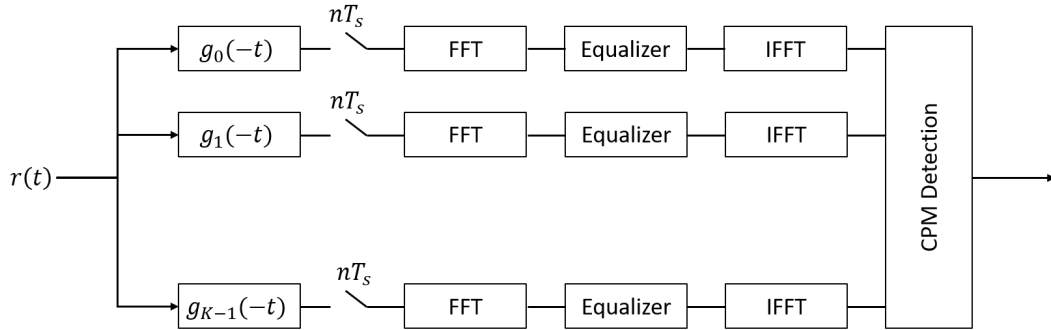 nT_s
g_0(−t) FFT Equalizer IFFT
nT_s
g_1(−t) FFT Equalizer IFFT
r(t)
CPM Detection
nT_s
g_{K−1}(−t) FFT Equalizer IFFT